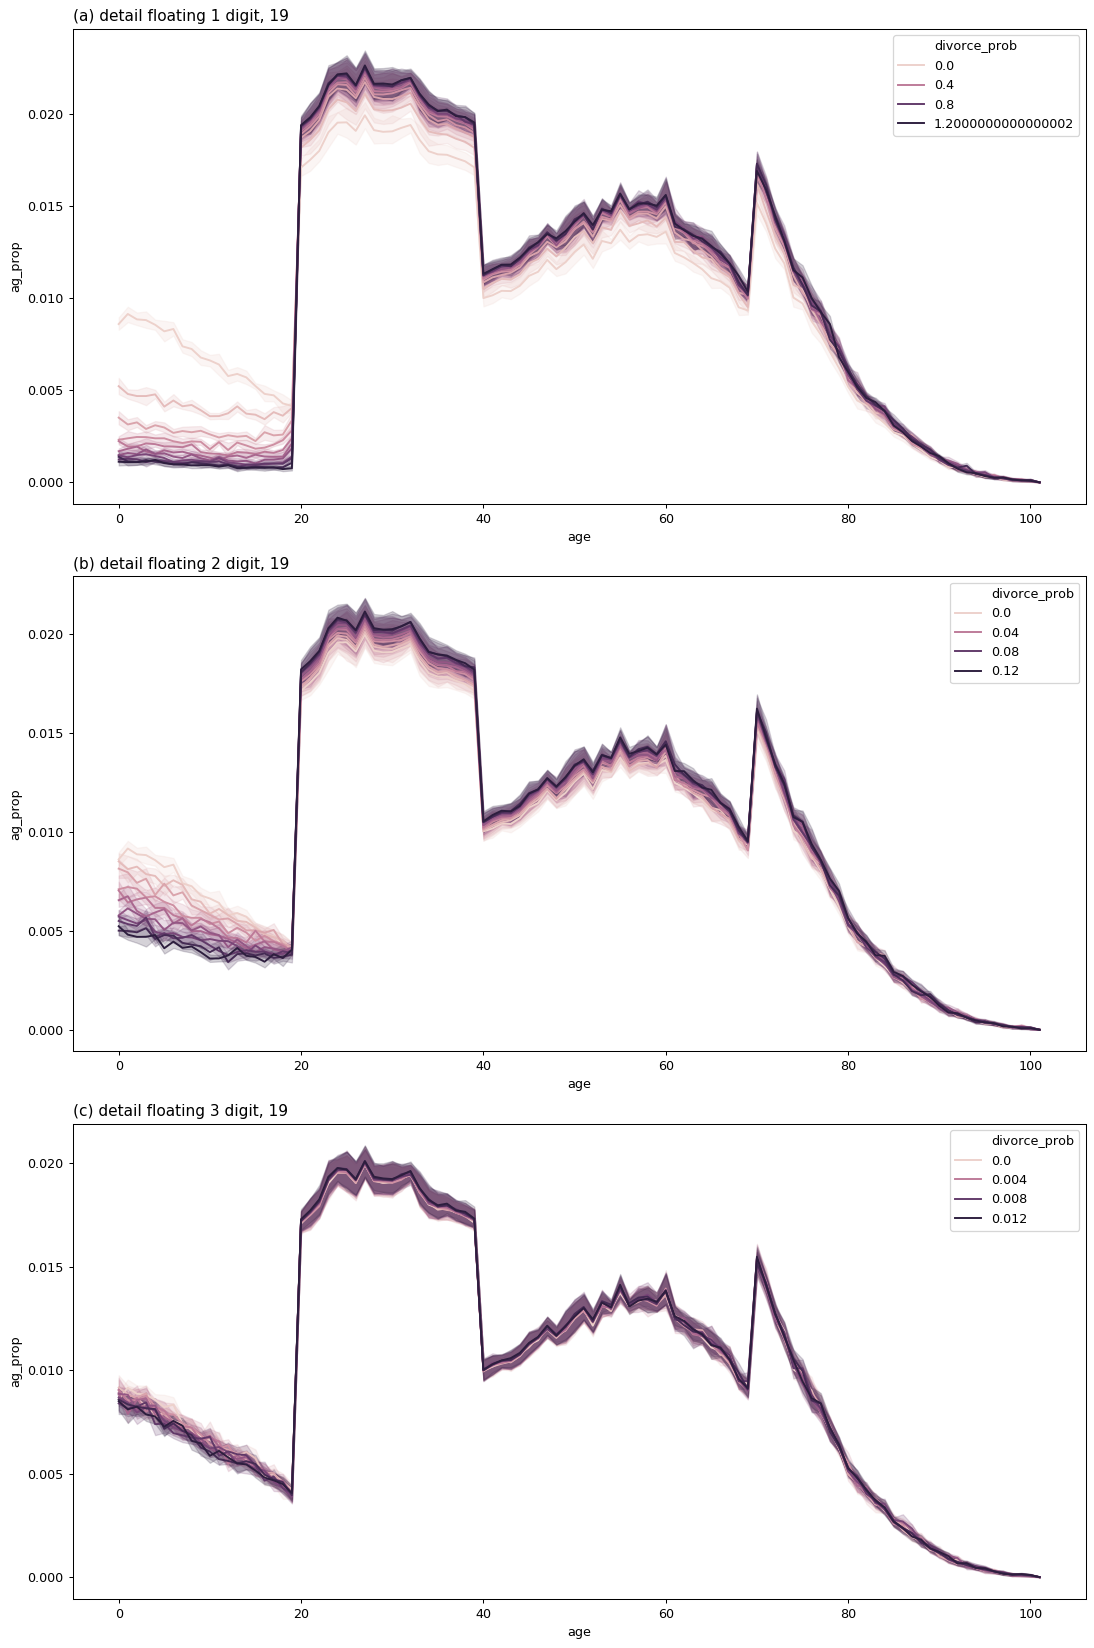 (a) detail floating 1 digit, 19
divorce_prob
0.0
0.4
0.8
1.2000000000000002
ag_prop
0.020
0.015
0.010
0.005
0.000
0 20 40 60 80 100
age
(b) detail floating 2 digit, 19
divorce_prob
0.0
0.04
0.08
0.12
ag_prop
0.020
0.015
0.010
0.005
0.000
0 20 40 60 80 100
age
(c) detail floating 3 digit, 19
divorce_prob
0.0
0.004
0.008
0.012
ag_prop
0.020
0.015
0.010
0.005
0.000
0 20 40 60 80 100
age